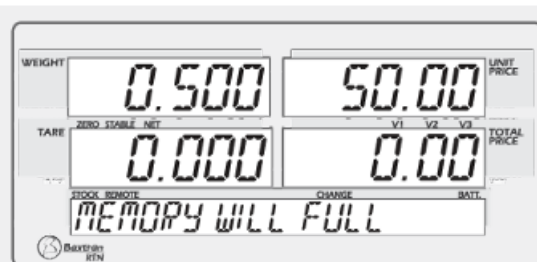 WEIGHT 0.500 50.00 UNIT PRICE
ZERO STABLE NET V1 V2 V3
TARE 0.000 0.00 TOTAL PRICE
STOCK REMOTE CHANGE BATT.
MEMORY WILL FULL
Baxtran
RTN